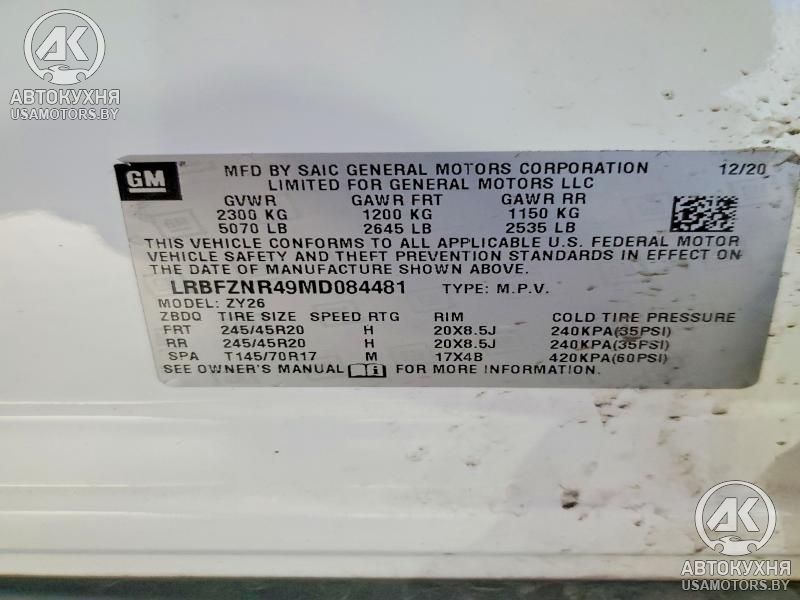 AK
АВТОКУХНЯ
USAMOTORS.BY
GM
MFD BY SAIC GENERAL MOTORS CORPORATION 12/20
LIMITED FOR GENERAL MOTORS LLC
GVWR GAWR FRT GAWR RR
2300 KG 1200 KG 1150 KG
5070 LB 2645 LB 2535 LB
THIS VEHICLE CONFORMS TO ALL APPLICABLE U.S. FEDERAL MOTOR
VEHICLE SAFETY AND THEFT PREVENTION STANDARDS IN EFFECT ON
THE DATE OF MANUFACTURE SHOWN ABOVE.
LRBFZNR49MD084481 TYPE: M.P.V.
MODEL: ZY26
ZBDQ TIRE SIZE SPEED RTG RIM COLD TIRE PRESSURE
FRT 245/45R20 H 20X8.5J 240KPA(35PSI)
RR 245/45R20 H 20X8.5J 240KPA(35PSI)
SPA T145/70R17 M 17X4B 420KPA(60PSI)
SEE OWNER'S MANUAL i FOR MORE INFORMATION.
AK
АВТОКУХНЯ
USAMOTORS.BY